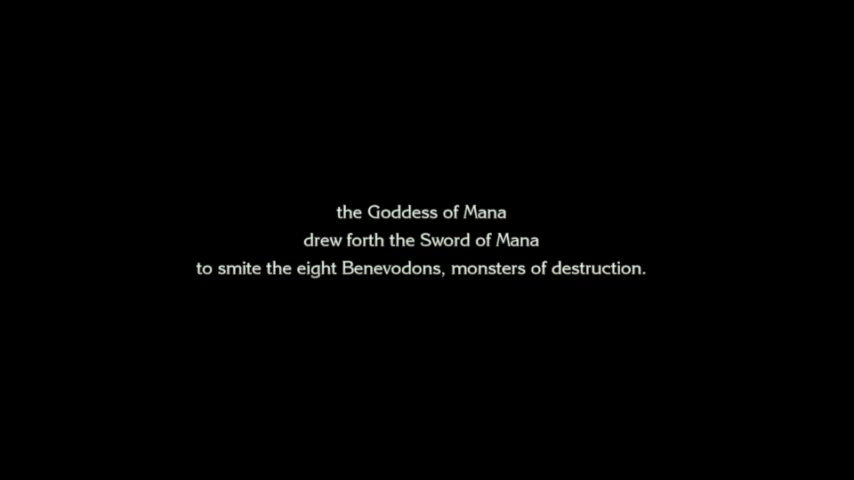 the Goddess of Mana
drew forth the Sword of Mana
to smite the eight Benevodons, monsters of destruction.